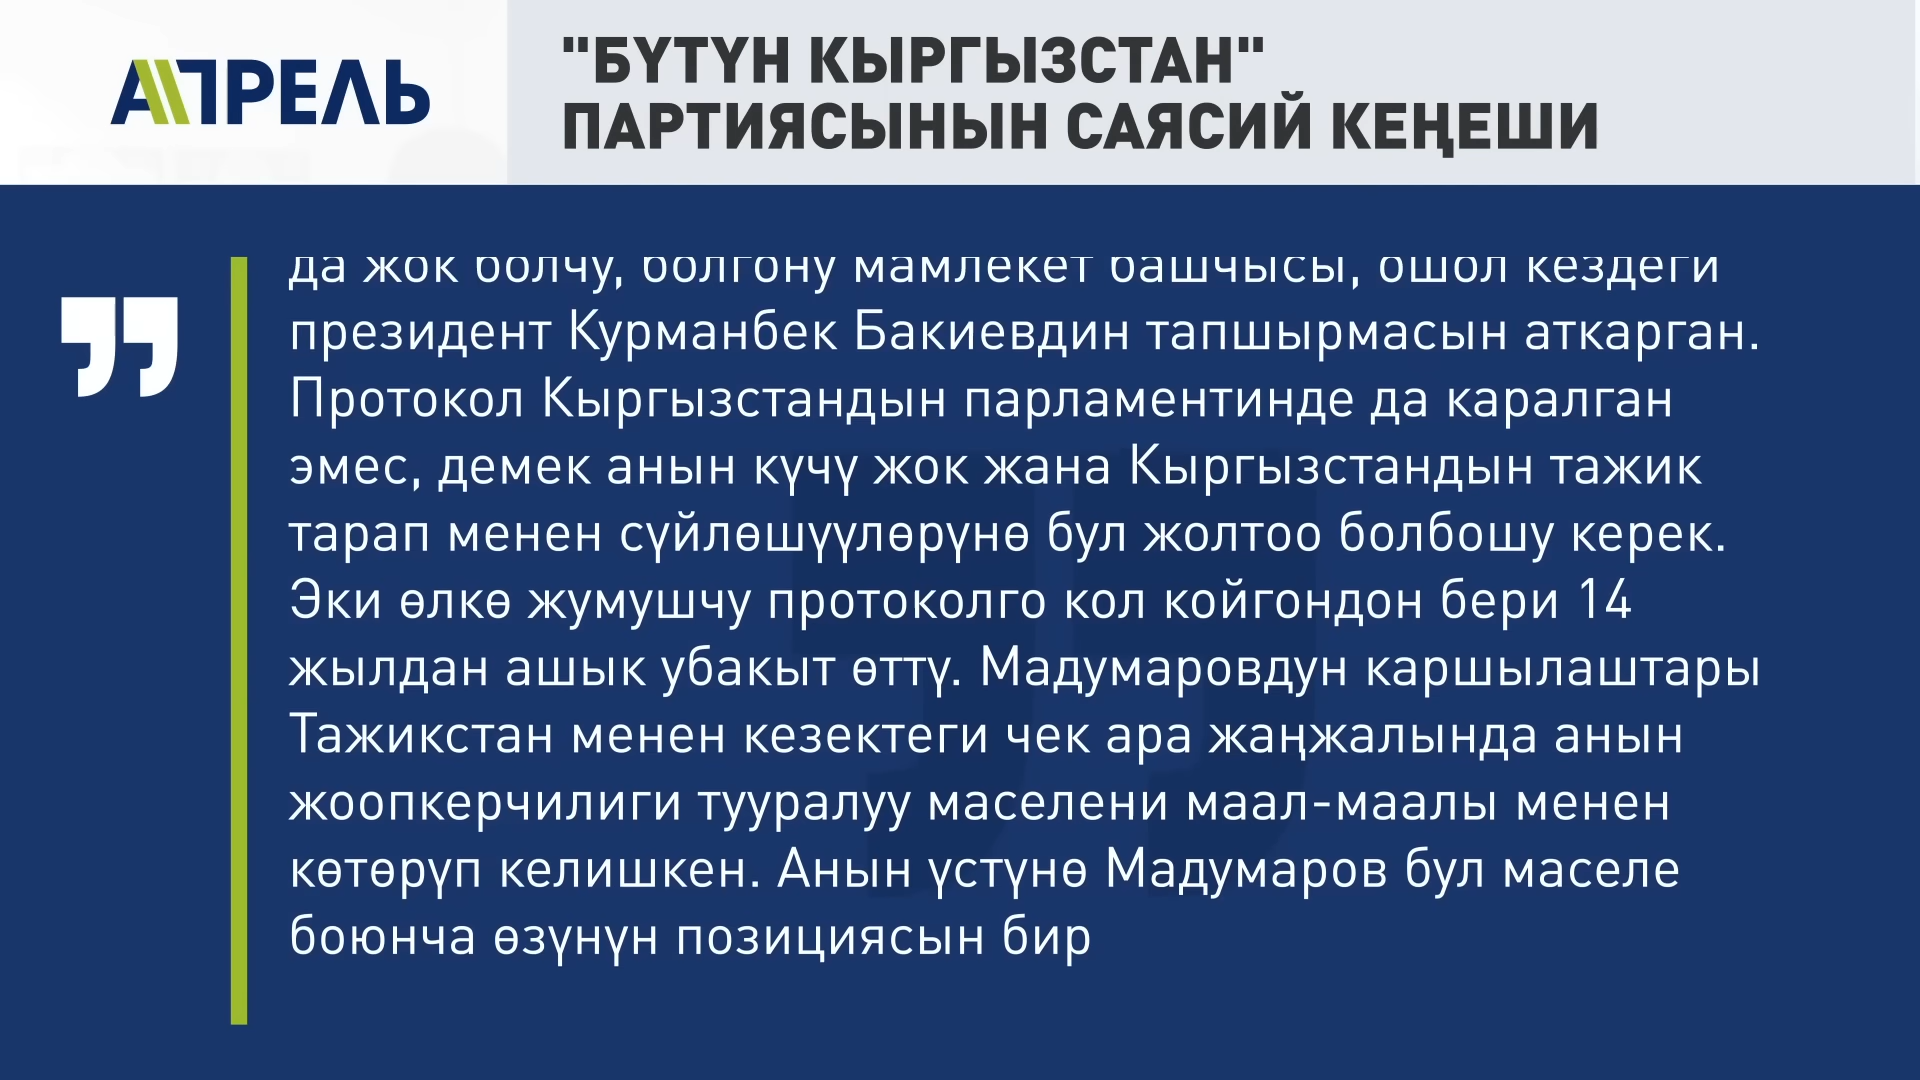 АПРЕЛЬ
"БҮТҮН КЫРГЫЗСТАН"
ПАРТИЯСЫНЫН САЯСИЙ КЕҢЕШИ
да жок болчу, болгону мамлекет башчысы, ошол кездеги
президент Курманбек Бакиевдин тапшырмасын аткарган.
Протокол Кыргызстандын парламентинде да каралган
эмес, демек анын күчү жок жана Кыргызстандын тажик
тарап менен сүйлөшүүлөрүнө бул жолтоо болбошу керек.
Эки өлкө жумушчу протоколго кол койгондон бери 14
жылдан ашык убакыт өттү. Мадумаровдун каршылаштары
Тажикстан менен кезектеги чек ара жаңжалында анын
жоопкерчилиги тууралуу маселени маал-маалы менен
көтөрүп келишкен. Анын үстүнө Мадумаров бул маселе
боюнча өзүнүн позициясын бир